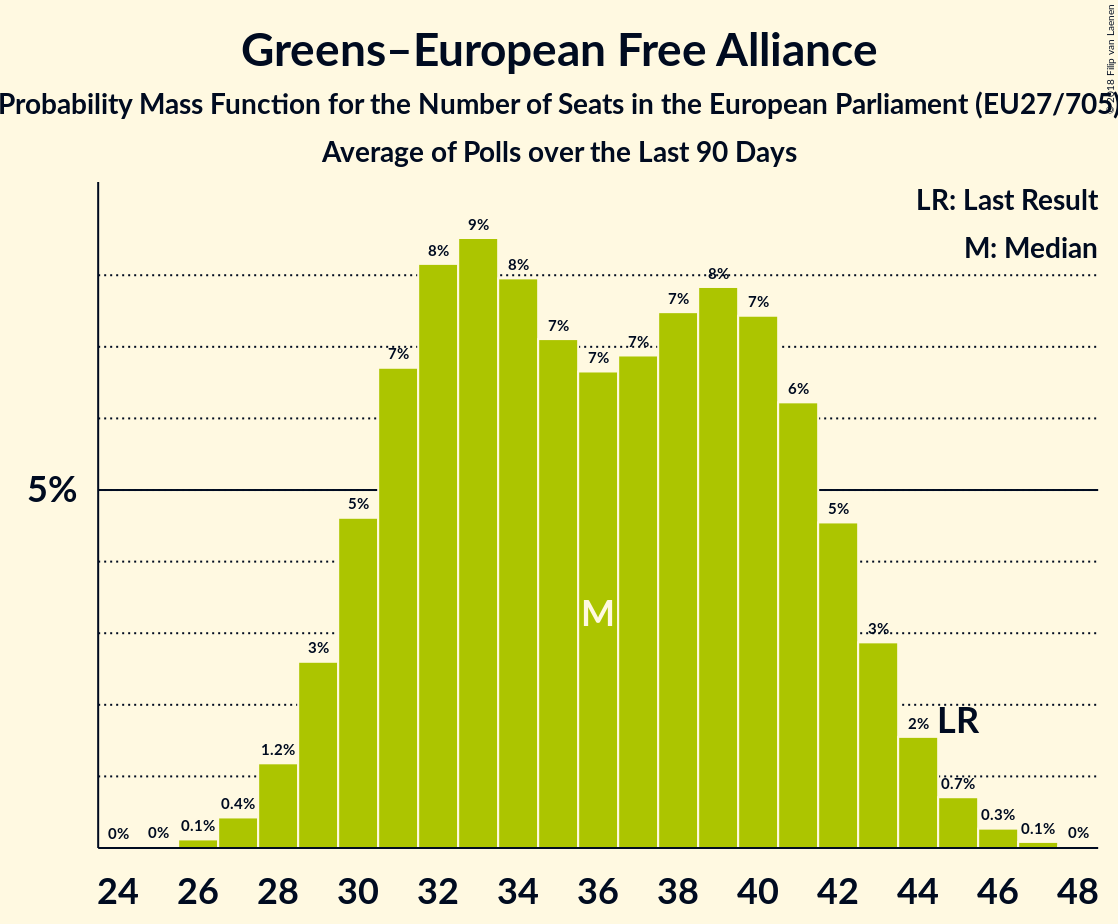 Greens–European Free Alliance
Probability Mass Function for the Number of Seats in the European Parliament (EU27/705)
Average of Polls over the Last 90 Days
© 2018 Filip van Laenen
LR: Last Result
M: Median
5%
0%
0%
0.1%
0.4%
1.2%
3%
5%
7%
8%
9%
8%
7%
7%
7%
7%
8%
7%
6%
5%
3%
2%
0.7%
0.3%
0.1%
0%
M
LR
24 26 28 30 32 34 36 38 40 42 44 46 48